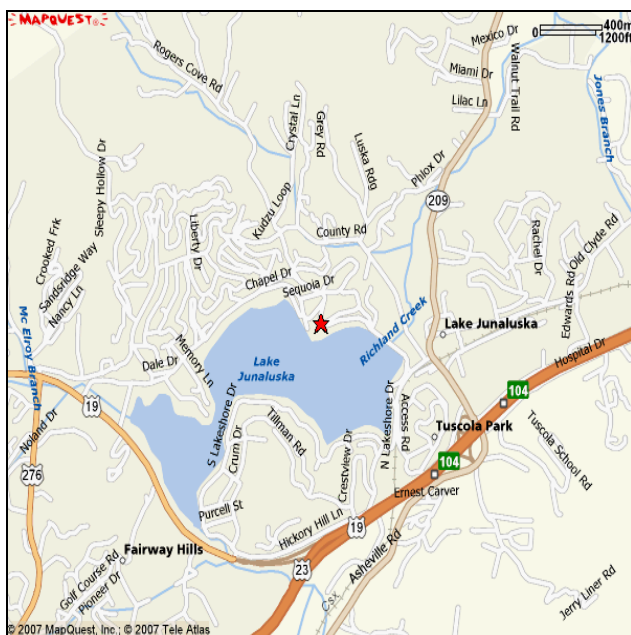 MAPQUEST®
400m
0
1200ft
Mexico Dr
Miami Dr
Walnut Trail Rd
Lilac Ln
Jones Branch
Rogers Cove Rd
Crystal Ln
Grey Rd
Luska Rdg
Phlox Dr
209
Sleepy Hollow Dr
Kudzu Loop
County Rd
Liberty Dr
Crooked Frk
Sandsridge Way
Nancy Ln
Chapel Dr
Sequoia Dr
Rachel Dr
Old Clyde Rd
Edwards Rd
Mc Elroy Branch
Richland Creek
Lake Junaluska
Hospital Dr
Dale Dr
Memory Ln
Lake
Junaluska
19
Noland Dr
S Lakeshore Dr
Crum Dr
Tillman Rd
Crestview Dr
N Lakeshore Dr
Access Rd
104
Tuscola Park
Tuscola School Rd
104
276
Ernest Carver
Purcell St
Hickory Hill Ln
19
Fairway Hills
23
Asheville Rd
Golf Course Rd
Pioneer Dr
Csx
Jerry Liner Rd
© 2007 MapQuest, Inc.; © 2007 Tele Atlas